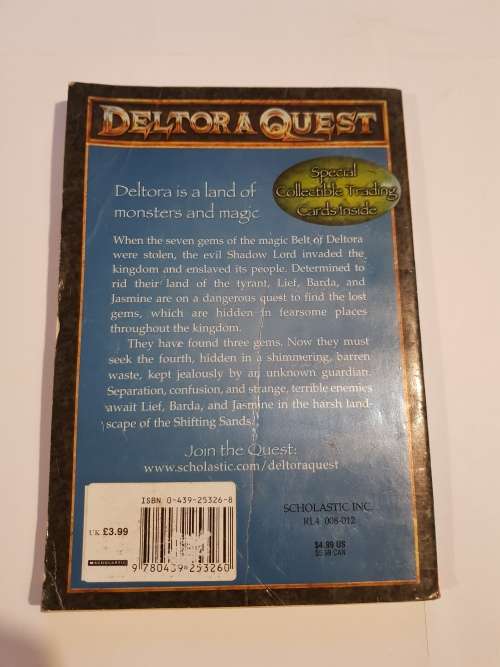 DELTORA QUEST
Special
Collectible Trading
Cards Inside
Deltora is a land of
monsters and magic
When the seven gems of the magic Belt of Deltora
were stolen, the evil Shadow Lord invaded the
kingdom and enslaved its people. Determined to
rid their land of the tyrant, Lief, Barda, and
Jasmine are on a dangerous quest to find the lost
gems, which are hidden in fearsome places
throughout the kingdom.
They have found three gems. Now they must
seek the fourth, hidden in a shimmering, barren
waste, kept jealously by an unknown guardian.
Separation, confusion, and strange, terrible enemies
await Lief, Barda, and Jasmine in the harsh land-
scape of the Shifting Sands.
Join the Quest:
www.scholastic.com/deltoraquest
ISBN 0-439-25326-8
UK £3.99
SCHOLASTIC
9 780439 253260
SCHOLASTIC INC.
RL4 008-012
$4.99 US
CAN